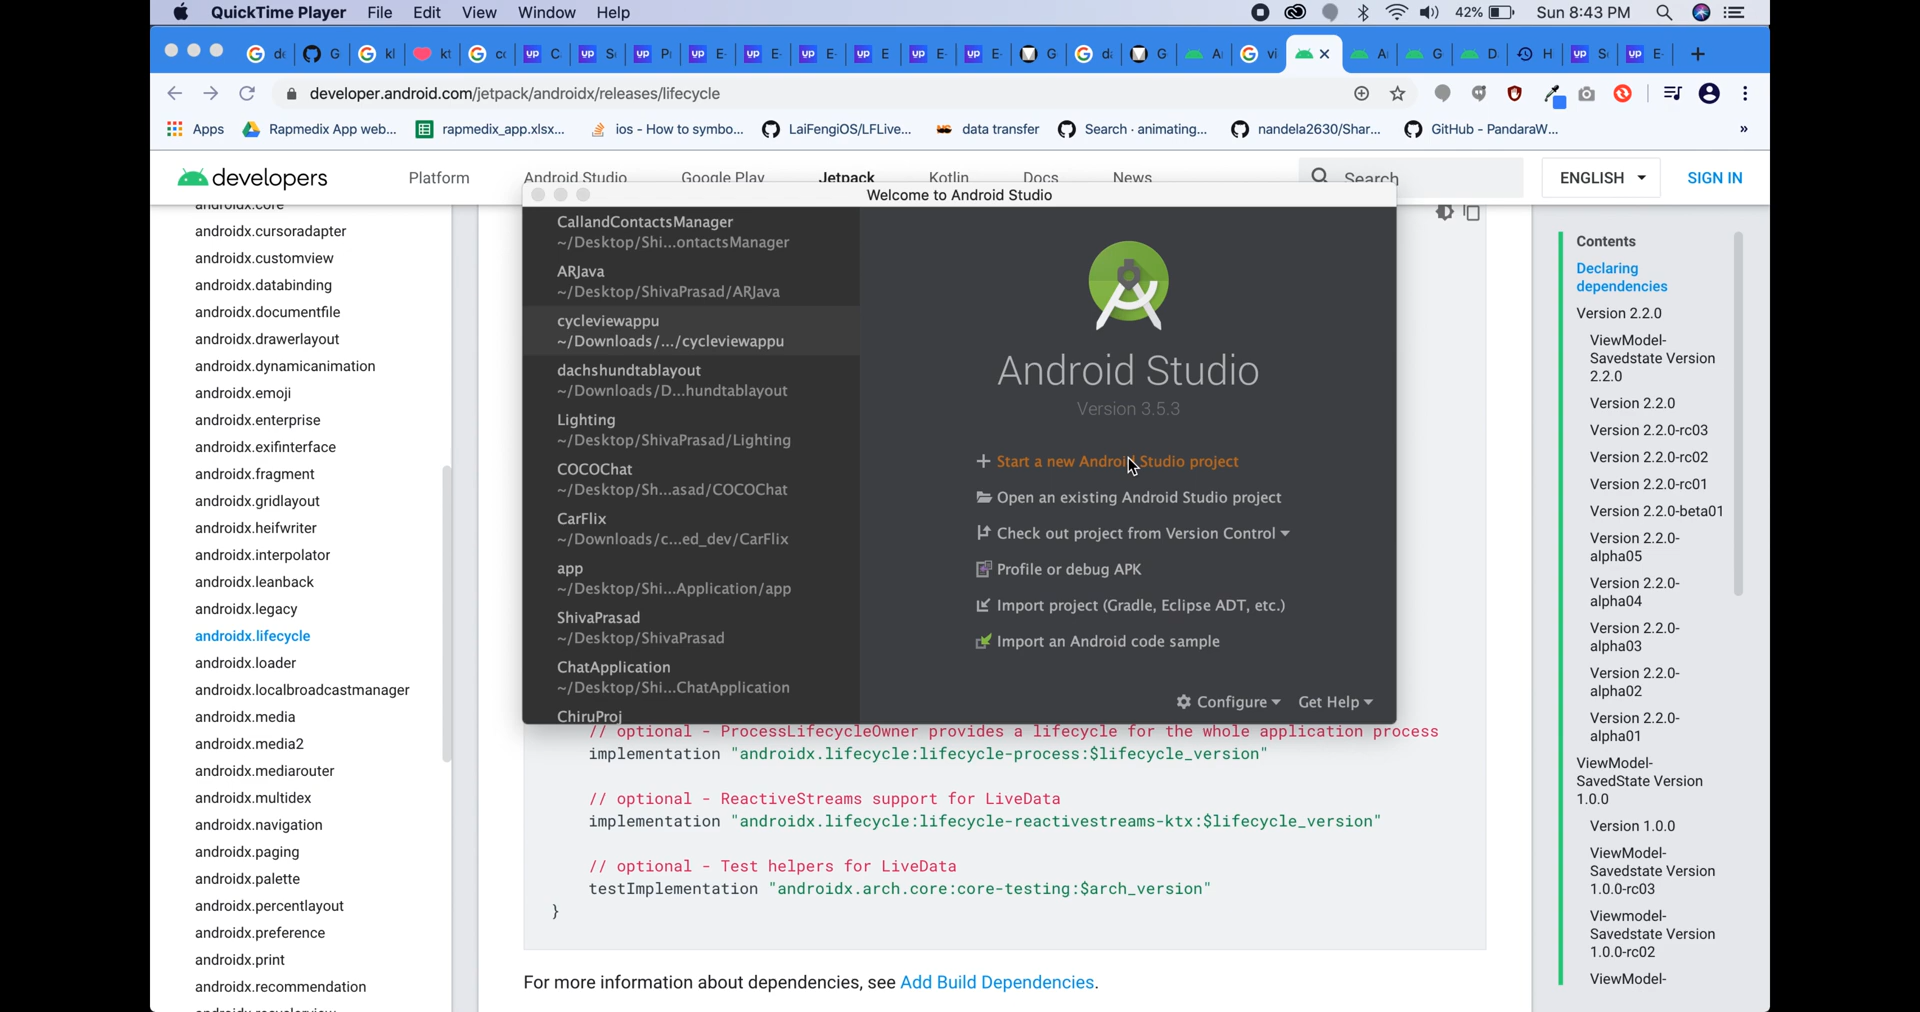 QuickTime Player File Edit View Window Help
42% Sun 8:43 PM
de G kl kt co C Se Pr E- E- E- E E- E- G da G Ar vi A G D H S E-
developer.android.com/jetpack/androidx/releases/lifecycle
Apps Rapmedix App web... rapmedix_app.xlsx... ios - How to symbo... LaiFengiOS/LFLive... data transfer Search · animating... nandela2630/Shar... GitHub - PandaraW... »
developers Platform Android Studio Google Play Jetpack Kotlin Docs News Search ENGLISH SIGN IN
androidx.core
androidx.cursoradapter
androidx.customview
androidx.databinding
androidx.documentfile
androidx.drawerlayout
androidx.dynamicanimation
androidx.emoji
androidx.enterprise
androidx.exifinterface
androidx.fragment
androidx.gridlayout
androidx.heifwriter
androidx.interpolator
androidx.leanback
androidx.legacy
androidx.lifecycle
androidx.loader
androidx.localbroadcastmanager
androidx.media
androidx.media2
androidx.mediarouter
androidx.multidex
androidx.navigation
androidx.paging
androidx.palette
androidx.percentlayout
androidx.preference
androidx.print
androidx.recommendation
androidx.recyclerview
Welcome to Android Studio
CallandContactsManager
~/Desktop/Shi...ontactsManager
ARJava
~/Desktop/ShivaPrasad/ARJava
cycleviewappu
~/Downloads/.../cycleviewappu
dachshundtablayout
~/Downloads/D...hundtablayout
Lighting
~/Desktop/ShivaPrasad/Lighting
COCOChat
~/Desktop/Sh...asad/COCOChat
CarFlix
~/Downloads/c...ed_dev/CarFlix
app
~/Desktop/Shi...Application/app
ShivaPrasad
~/Desktop/ShivaPrasad
ChatApplication
~/Desktop/Shi...ChatApplication
ChiruProj
Android Studio
Version 3.5.3
Start a new Android Studio project
Open an existing Android Studio project
Check out project from Version Control
Profile or debug APK
Import project (Gradle, Eclipse ADT, etc.)
Import an Android code sample
Configure Get Help
// optional - ProcessLifecycleOwner provides a lifecycle for the whole application process
implementation "androidx.lifecycle:lifecycle-process:$lifecycle_version"
// optional - ReactiveStreams support for LiveData
implementation "androidx.lifecycle:lifecycle-reactivestreams-ktx:$lifecycle_version"
// optional - Test helpers for LiveData
testImplementation "androidx.arch.core:core-testing:$arch_version"
}
For more information about dependencies, see Add Build Dependencies.
Contents
Declaring
dependencies
Version 2.2.0
ViewModel-
Savedstate Version
2.2.0
Version 2.2.0
Version 2.2.0-rc03
Version 2.2.0-rc02
Version 2.2.0-rc01
Version 2.2.0-beta01
Version 2.2.0-
alpha05
Version 2.2.0-
alpha04
Version 2.2.0-
alpha03
Version 2.2.0-
alpha02
Version 2.2.0-
alpha01
ViewModel-
SavedState Version
1.0.0
Version 1.0.0
ViewModel-
Savedstate Version
1.0.0-rc03
Viewmodel-
Savedstate Version
1.0.0-rc02
ViewModel-